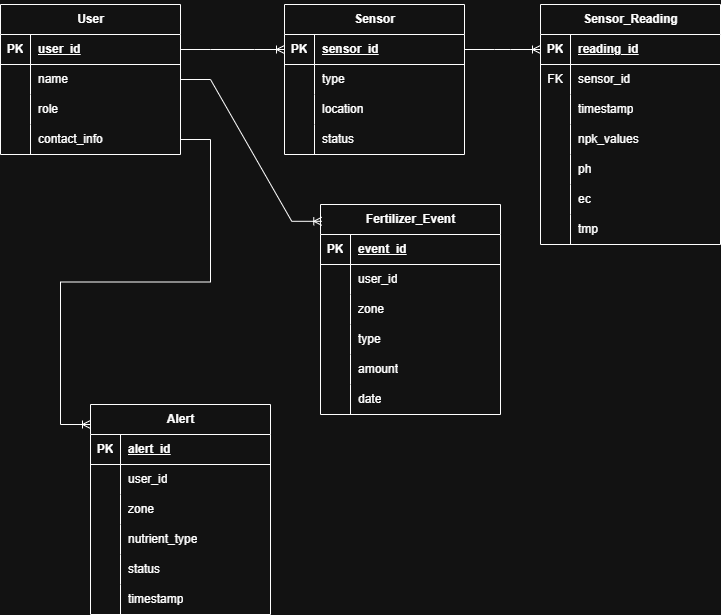 User
PK user_id
name
role
contact_info
Sensor
PK sensor_id
type
location
status
Sensor_Reading
PK reading_id
FK sensor_id
timestamp
npk_values
ph
ec
tmp
Fertilizer_Event
PK event_id
user_id
zone
type
amount
date
Alert
PK alert_id
user_id
zone
nutrient_type
status
timestamp